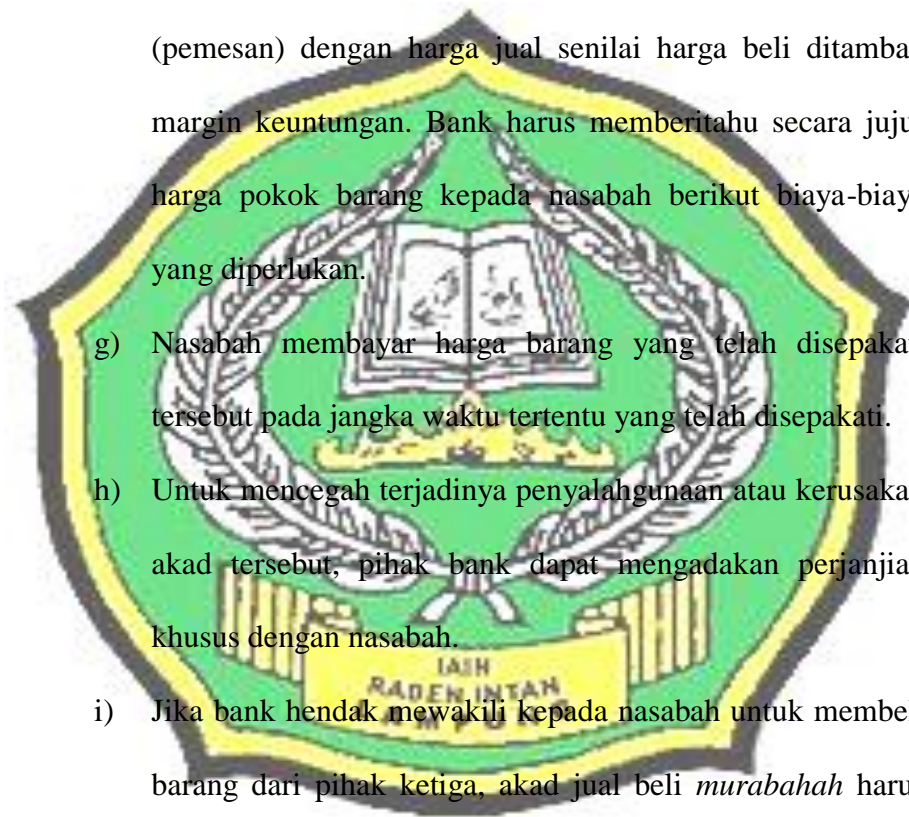 (pemesan) dengan harga jual senilai harga beli ditamba
margin keuntungan. Bank harus memberitahu secara juju
harga pokok barang kepada nasabah berikut biaya-biay
yang diperlukan.
g) Nasabah membayar harga barang yang telah disepaka
tersebut pada jangka waktu tertentu yang telah disepakati.
h) Untuk mencegah terjadinya penyalahgunaan atau kerusaka
akad tersebut, pihak bank dapat mengadakan perjanjia
khusus dengan nasabah.
IAIN
RADEN INTAN
i) Jika bank hendak mewakili kepada nasabah untuk membel
barang dari pihak ketiga, akad jual beli murabahah haru